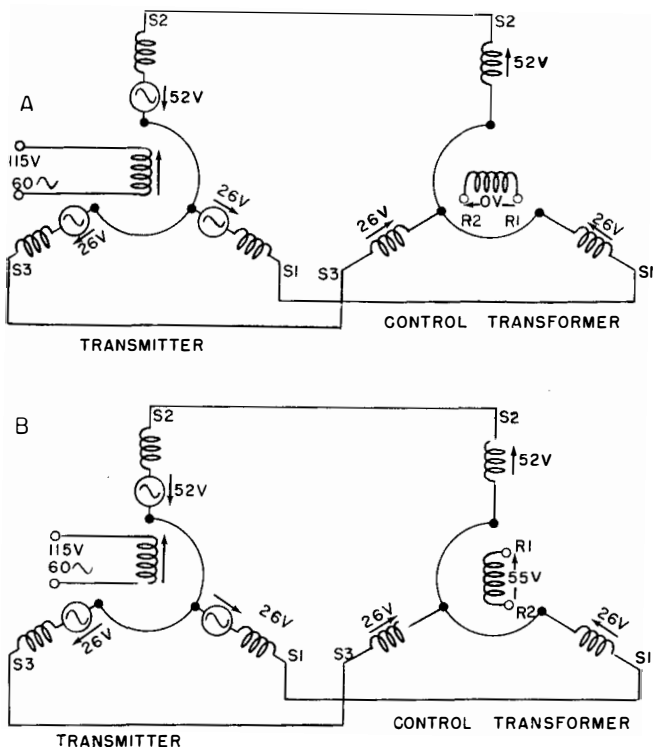 S2
S2
52V
52V
A
115V
60∿
26V
26V
0V
26V
26V
R2
R1
S3
S1
S3
S1
CONTROL TRANSFORMER
TRANSMITTER
B
S2
S2
52V
52V
115V
60∿
R1
55V
26V
26V
R2
26V
26V
S3
S1
S3
S1
CONTROL TRANSFORMER
TRANSMITTER